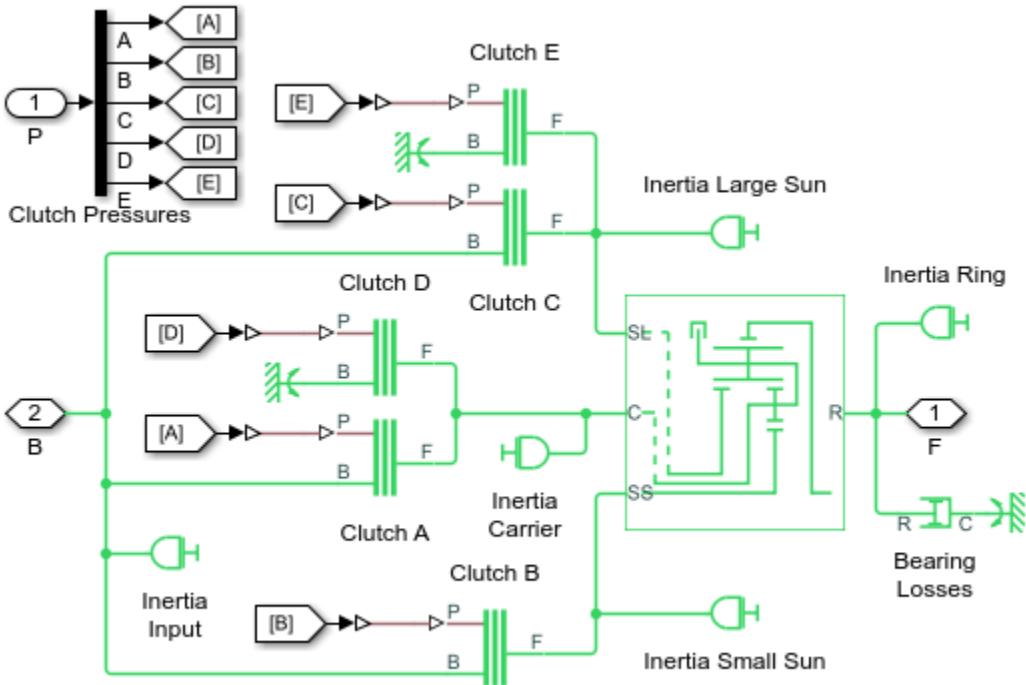 [A]
A
[B]
B
1
[C]
P
C
[D]
D
[E]
E
Clutch Pressures
Clutch E
[E]
P
F
B
[C]
P
F
B
Clutch C
Inertia Large Sun
Clutch D
[D]
P
F
B
[A]
P
F
B
Clutch A
2
B
Inertia
Input
Inertia
Carrier
SL
C
SS
R
Inertia Ring
1
F
R
C
Bearing
Losses
Clutch B
[B]
P
F
B
Inertia Small Sun